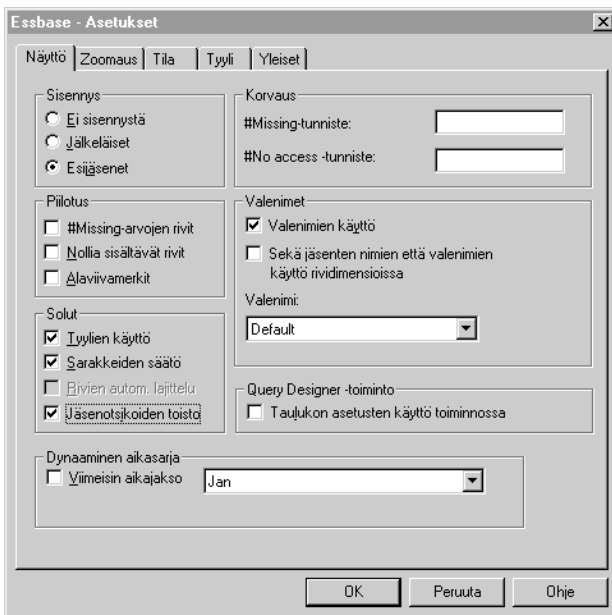 Essbase - Asetukset
Näyttö
Zoomaus
Tila
Tyyli
Yleiset
Sisennys
Ei sisennystä
Jälkeläiset
Esijäsenet
Korvaus
#Missing-tunniste:
#No access -tunniste:
Piilotus
#Missing-arvojen rivit
Nollia sisältävät rivit
Alaviivamerkit
Valenimet
Valenimien käyttö
Sekä jäsenten nimien että valenimien
käyttö rividimensioissa
Valenimi:
Default
Solut
Tyylien käyttö
Sarakkeiden säätö
Rivien autom. lajittelu
Jäsenotsikoiden toisto
Query Designer -toiminto
Taulukon asetusten käyttö toiminnossa
Dynaaminen aikasarja
Viimeisin aikajakso
Jan
OK
Peruuta
Ohje